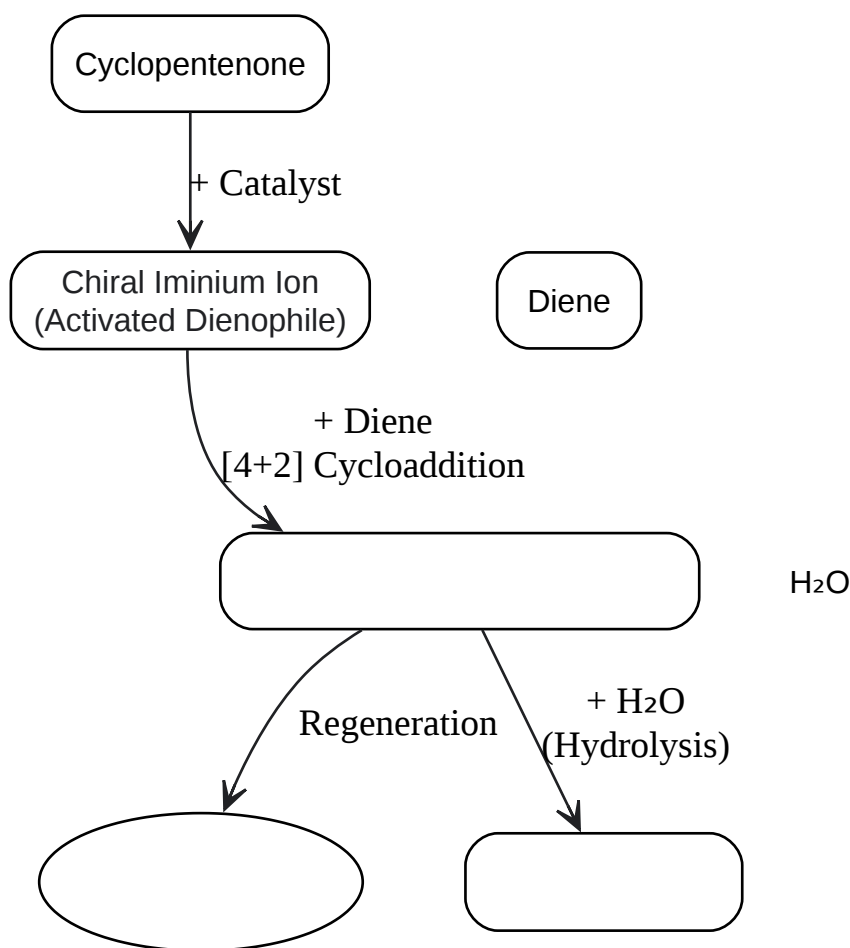 Cyclopentenone
+ Catalyst
Chiral Iminium Ion
(Activated Dienophile)
Diene
+ Diene
[4+2] Cycloaddition
H₂O
Regeneration
+ H₂O
(Hydrolysis)